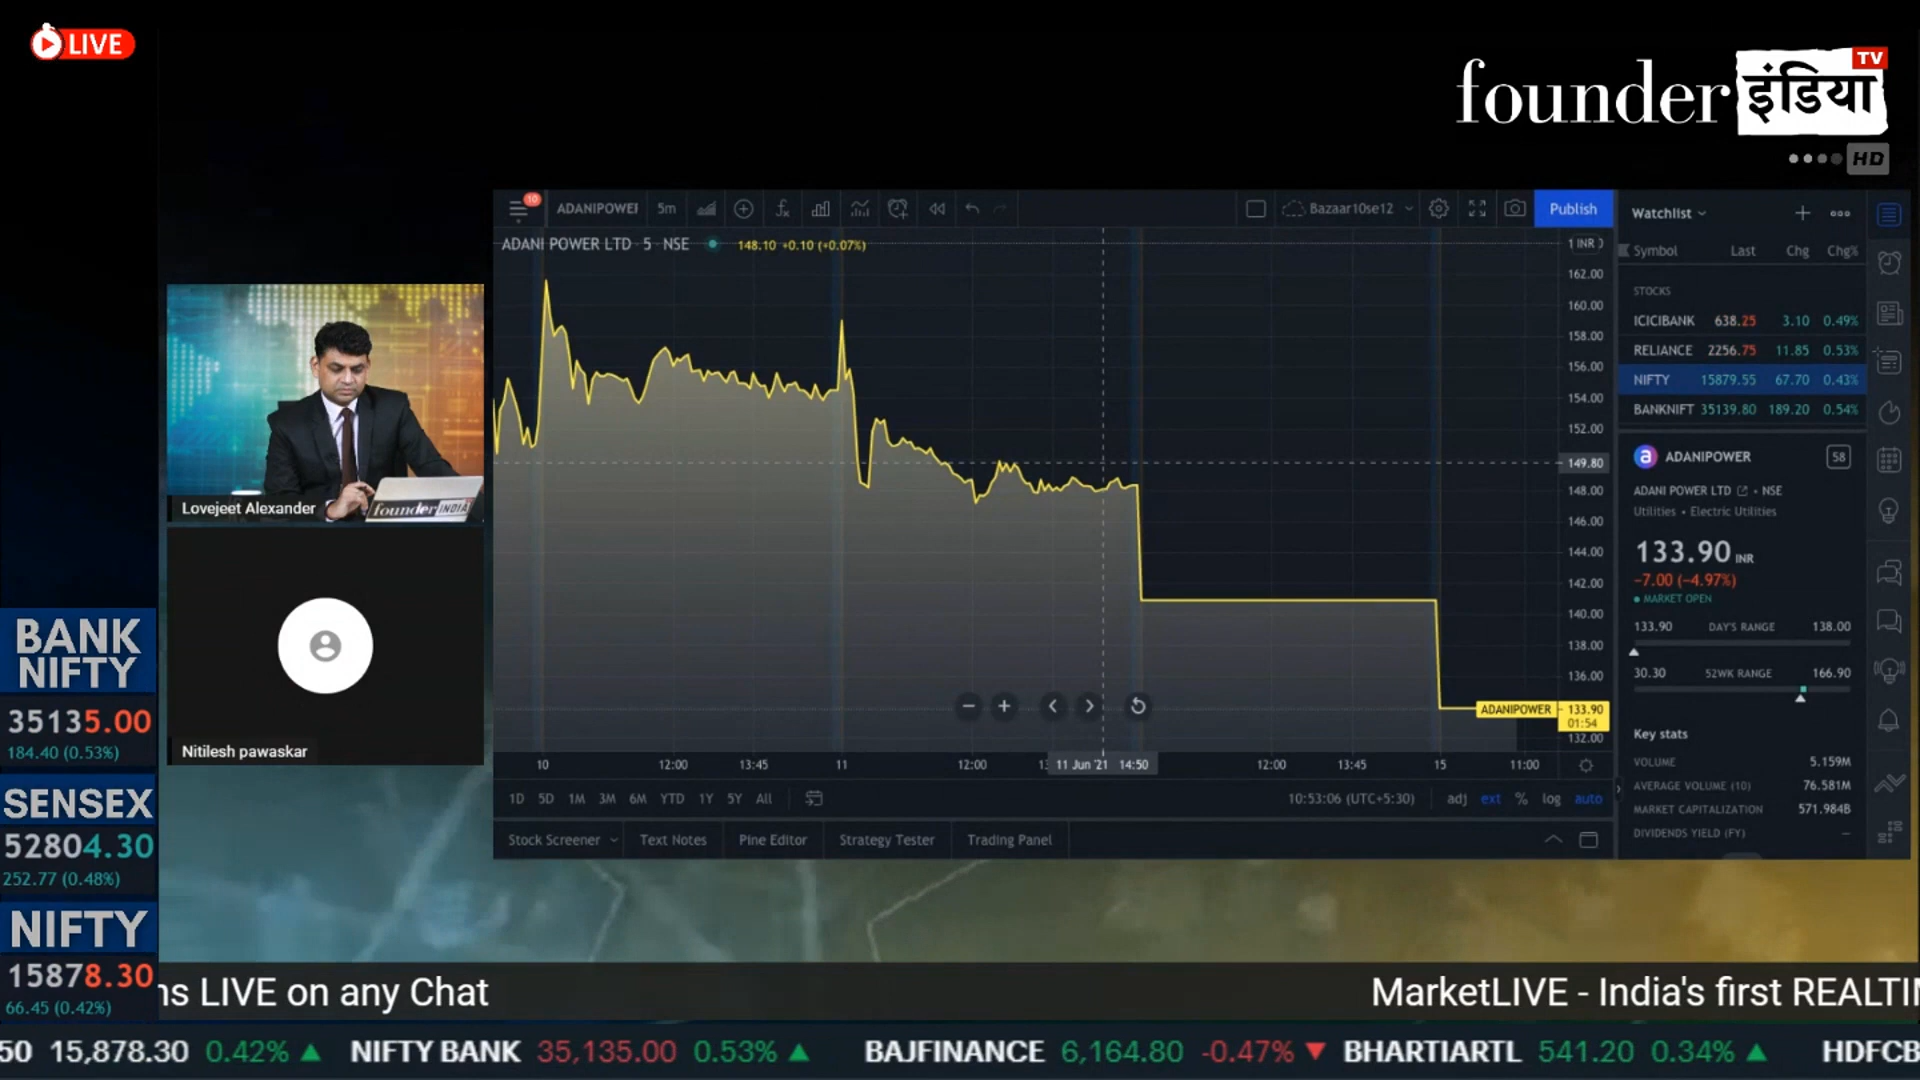 LIVE
founder इंडिया TV
HD
10
ADANIPOWER 5m
Bazaar10se12
Publish
Watchlist
ADANI POWER LTD 5 NSE 148.10 +0.10 (+0.07%)
INR
Symbol Last Chg Chg%
STOCKS
ICICIBANK 638.25 3.10 0.49%
RELIANCE 2256.75 11.85 0.53%
NIFTY 15879.55 67.70 0.43%
BANKNIFT 35139.80 189.20 0.54%
162.00
160.00
158.00
156.00
154.00
152.00
149.80
148.00
146.00
144.00
142.00
140.00
138.00
136.00
ADANIPOWER 133.90
01:54
132.00
a ADANIPOWER 58
ADANI POWER LTD • NSE
Utilities • Electric Utilities
133.90 INR
-7.00 (-4.97%)
MARKET OPEN
133.90 DAY'S RANGE 138.00
30.30 52WK RANGE 166.90
Key stats
VOLUME 5.159M
AVERAGE VOLUME (10) 76.581M
MARKET CAPITALIZATION 571.984B
DIVIDENDS YIELD (FY) —
10 12:00 13:45 11 12:00 11 Jun '21 14:50 12:00 13:45 15 11:00
1D 5D 1M 3M 6M YTD 1Y 5Y All
10:53:06 (UTC+5:30) adj ext % log auto
Stock Screener Text Notes Pine Editor Strategy Tester Trading Panel
founder INDIA
Lovejeet Alexander
Nitilesh pawaskar
BANK
NIFTY
35135.00
184.40 (0.53%)
SENSEX
52804.30
252.77 (0.48%)
NIFTY
15878.30
66.45 (0.42%)
ns LIVE on any Chat MarketLIVE - India's first REALTI
50 15,878.30 0.42% ▲ NIFTY BANK 35,135.00 0.53% ▲ BAJFINANCE 6,164.80 -0.47% ▼ BHARTIARTL 541.20 0.34% ▲ HDFCB